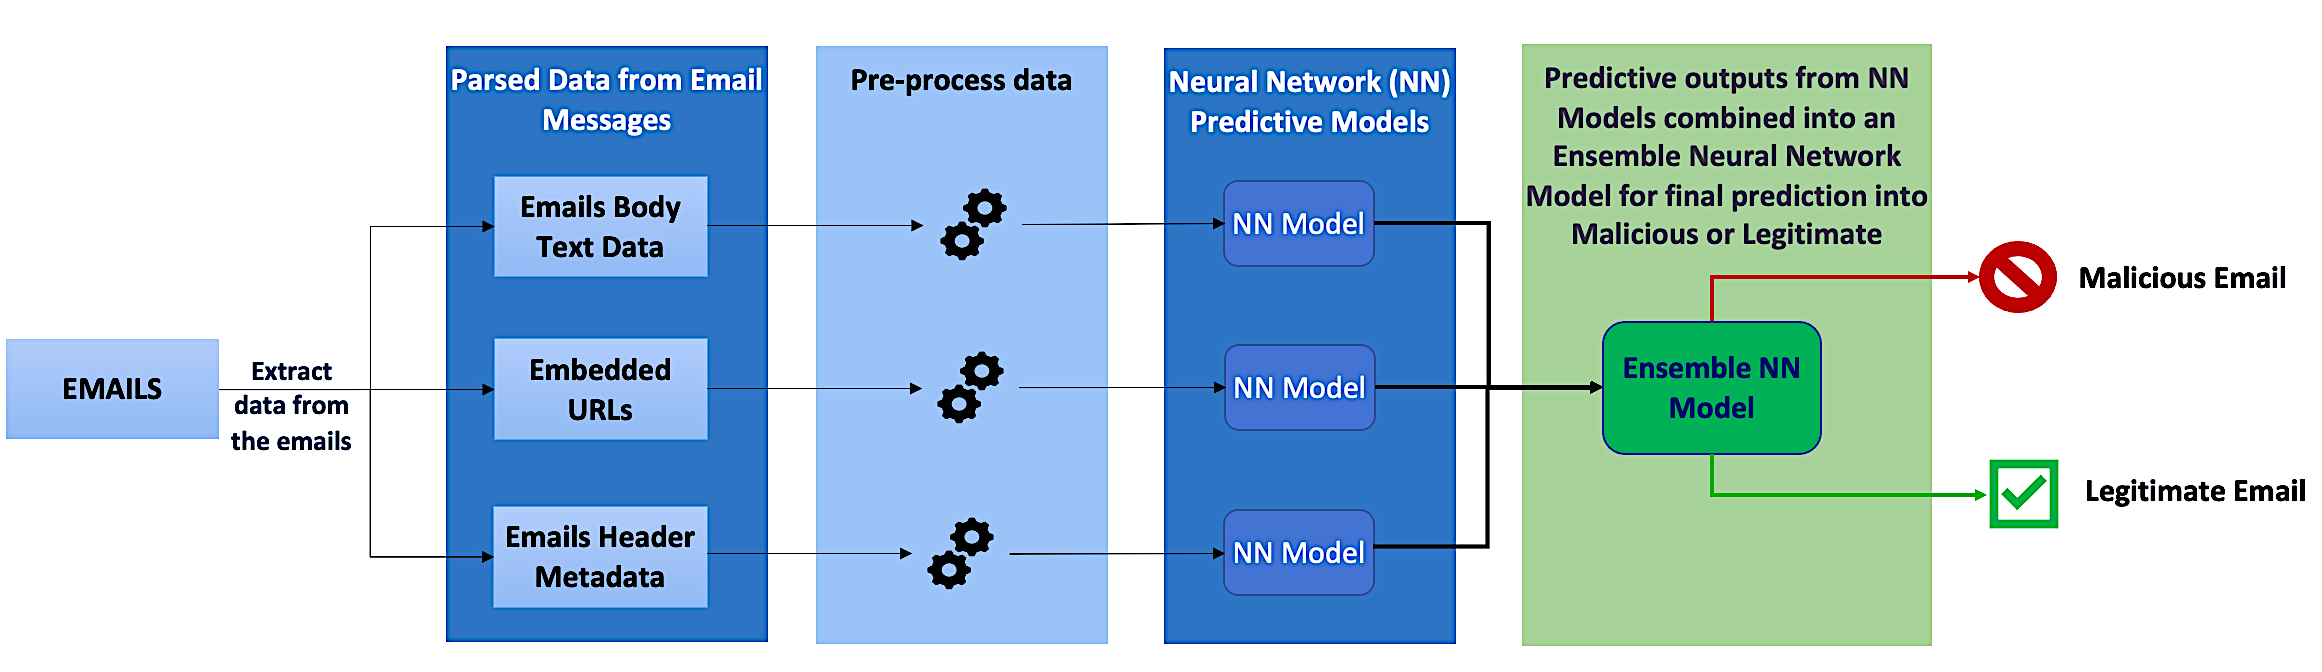 EMAILS
Extract
data from
the emails
Parsed Data from Email
Messages
Emails Body
Text Data
Embedded
URLs
Emails Header
Metadata
Pre-process data
Neural Network (NN)
Predictive Models
NN Model
NN Model
NN Model
Predictive outputs from NN
Models combined into an
Ensemble Neural Network
Model for final prediction into
Malicious or Legitimate
Ensemble NN
Model
Malicious Email
Legitimate Email